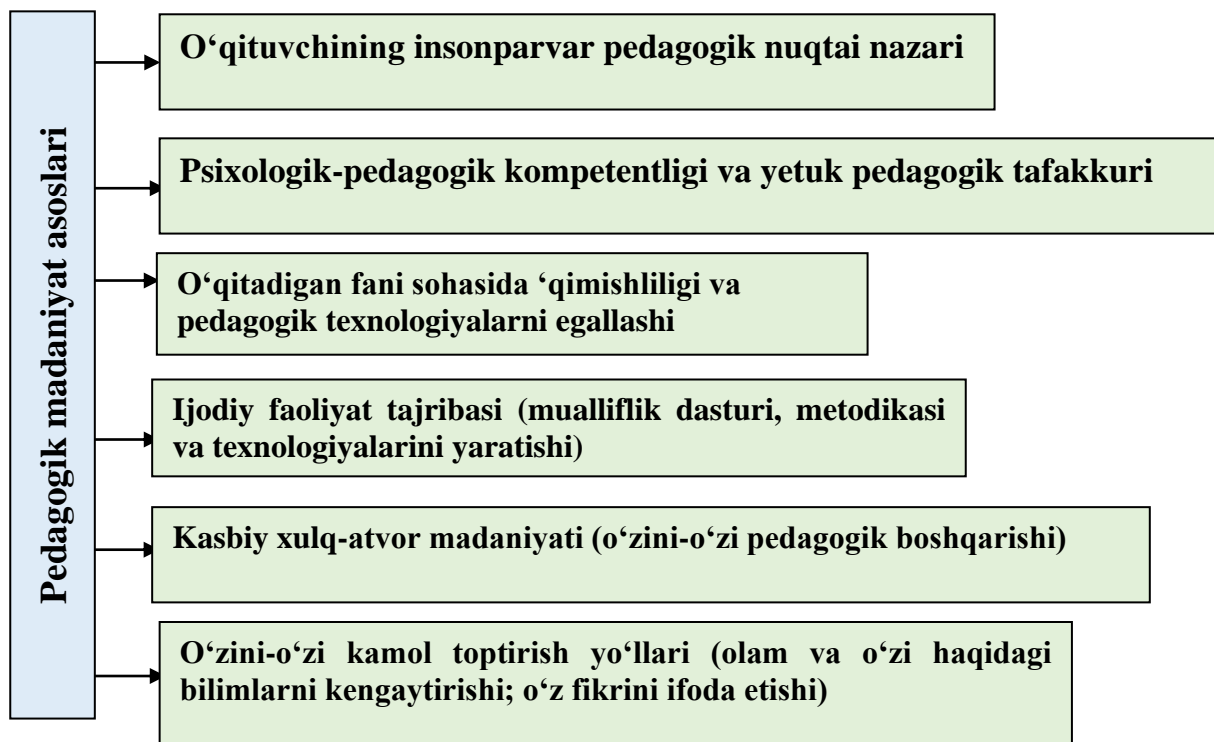 Pedagogik madaniyat asoslari
O‘qituvchining insonparvar pedagogik nuqtai nazari
Psixologik-pedagogik kompetentligi va yetuk pedagogik tafakkuri
O‘qitadigan fani sohasida ‘qimishliligi va
pedagogik texnologiyalarni egallashi
Ijodiy faoliyat tajribasi (mualliflik dasturi, metodikasi
va texnologiyalarini yaratishi)
Kasbiy xulq-atvor madaniyati (o‘zini-o‘zi pedagogik boshqarishi)
O‘zini-o‘zi kamol toptirish yo‘llari (olam va o‘zi haqidagi
bilimlarni kengaytirishi; o‘z fikrini ifoda etishi)